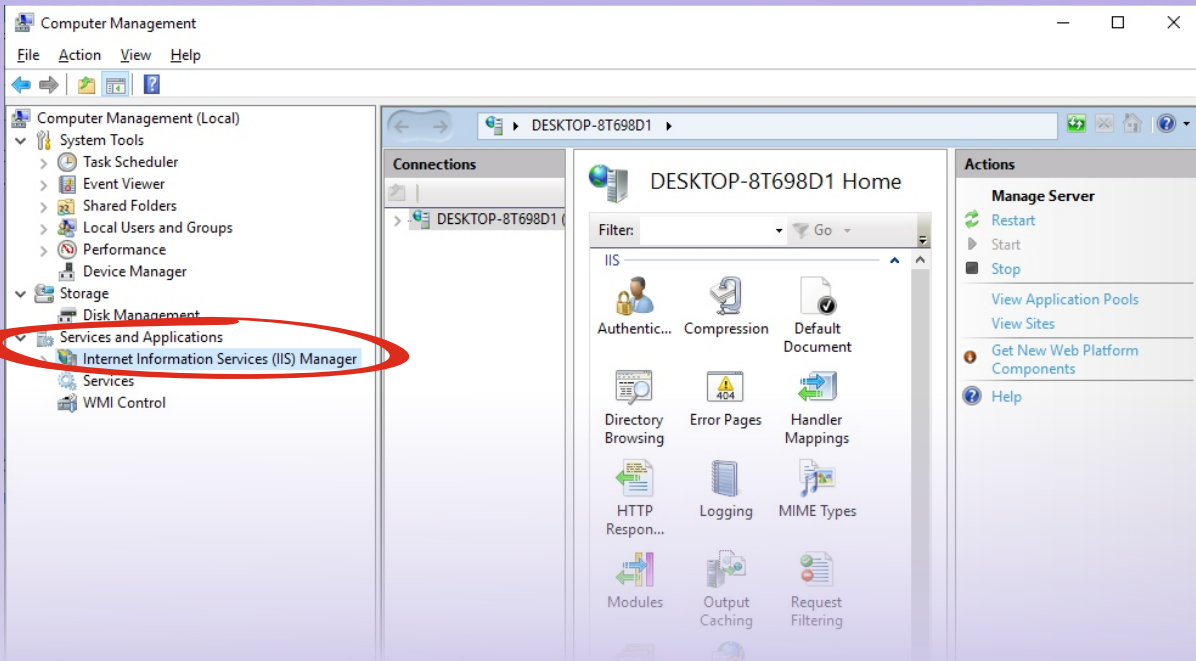 Computer Management
File Action View Help
Computer Management (Local)
System Tools
Task Scheduler
Event Viewer
Shared Folders
Local Users and Groups
Performance
Device Manager
Storage
Disk Management
Services and Applications
Internet Information Services (IIS) Manager
Services
WMI Control
DESKTOP-8T698D1
Connections
DESKTOP-8T698D1 (
DESKTOP-8T698D1 Home
Filter:
Go
IIS
Authentic... Compression Default
Document
Directory
Browsing
Error Pages
Handler
Mappings
404
HTTP
Respon...
Logging
MIME Types
Modules
Output
Caching
Request
Filtering
Actions
Manage Server
Restart
Start
Stop
View Application Pools
View Sites
Get New Web Platform
Components
Help